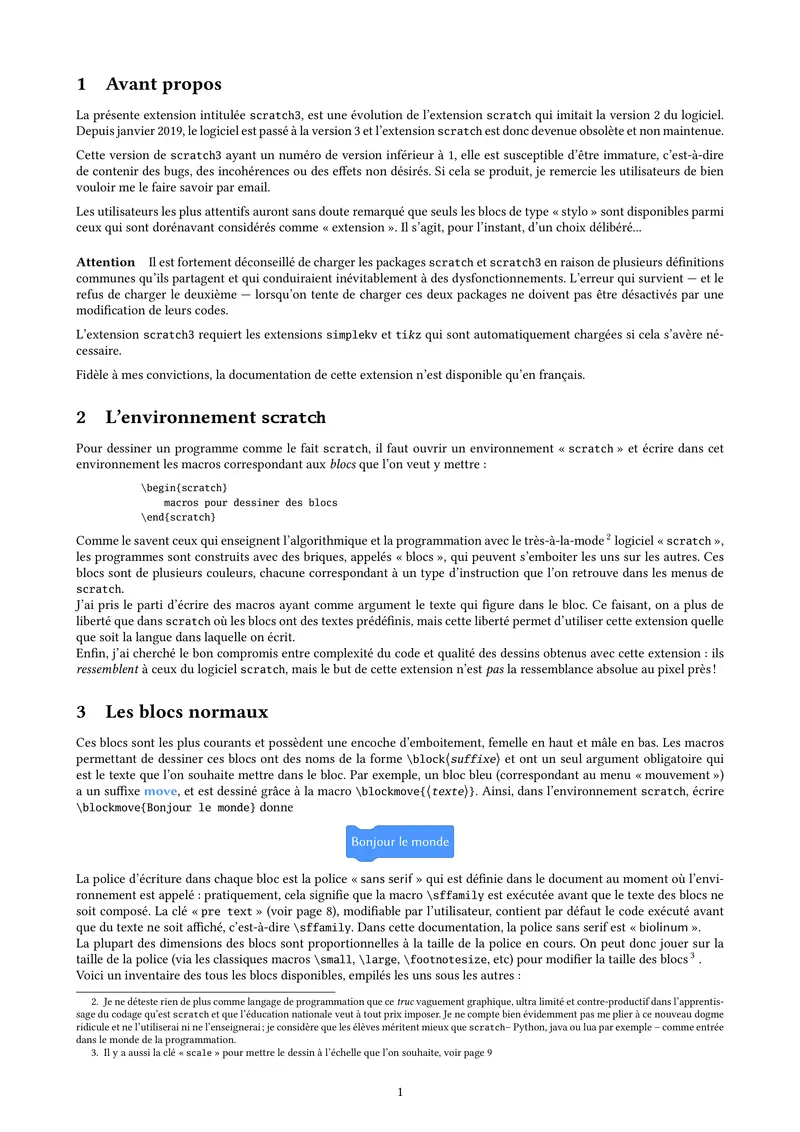 1 Avant propos
La présente extension intitulée scratch3, est une évolution de l'extension scratch qui imitait la version 2 du logiciel.
Depuis janvier 2019, le logiciel est passé à la version 3 et l'extension scratch est donc devenue obsolète et non maintenue.
Cette version de scratch3 ayant un numéro de version inférieur à 1, elle est susceptible d'être immature, c'est-à-dire
de contenir des bugs, des incohérences ou des effets non désirés. Si cela se produit, je remercie les utilisateurs de bien
vouloir me le faire savoir par email.
Les utilisateurs les plus attentifs auront sans doute remarqué que seuls les blocs de type « stylo » sont disponibles parmi
ceux qui sont dorénavant considérés comme « extension ». Il s'agit, pour l'instant, d'un choix délibéré...
Attention Il est fortement déconseillé de charger les packages scratch et scratch3 en raison de plusieurs définitions
communes qu'ils partagent et qui conduiraient inévitablement à des dysfonctionnements. L'erreur qui survient — et le
refus de charger le deuxième — lorsqu'on tente de charger ces deux packages ne doivent pas être désactivés par une
modification de leurs codes.
L'extension scratch3 requiert les extensions simplekv et tikz qui sont automatiquement chargées si cela s'avère né-
cessaire.
Fidèle à mes convictions, la documentation de cette extension n'est disponible qu'en français.
2 L'environnement scratch
Pour dessiner un programme comme le fait scratch, il faut ouvrir un environnement « scratch » et écrire dans cet
environnement les macros correspondant aux blocs que l'on veut y mettre :
\begin{scratch}
macros pour dessiner des blocs
\end{scratch}
Comme le savent ceux qui enseignent l'algorithmique et la programmation avec le très-à-la-mode 2 logiciel « scratch »,
les programmes sont construits avec des briques, appelés « blocs », qui peuvent s'emboiter les uns sur les autres. Ces
blocs sont de plusieurs couleurs, chacune correspondant à un type d'instruction que l'on retrouve dans les menus de
scratch.
J'ai pris le parti d'écrire des macros ayant comme argument le texte qui figure dans le bloc. Ce faisant, on a plus de
liberté que dans scratch où les blocs ont des textes prédéfinis, mais cette liberté permet d'utiliser cette extension quelle
que soit la langue dans laquelle on écrit.
Enfin, j'ai cherché le bon compromis entre complexité du code et qualité des dessins obtenus avec cette extension : ils
ressemblent à ceux du logiciel scratch, mais le but de cette extension n'est pas la ressemblance absolue au pixel près !
3 Les blocs normaux
Ces blocs sont les plus courants et possèdent une encoche d'emboitement, femelle en haut et mâle en bas. Les macros
permettant de dessiner ces blocs ont des noms de la forme \block⟨suffixe⟩ et ont un seul argument obligatoire qui
est le texte que l'on souhaite mettre dans le bloc. Par exemple, un bloc bleu (correspondant au menu « mouvement »)
a un suffixe move, et est dessiné grâce à la macro \blockmove{⟨texte⟩}. Ainsi, dans l'environnement scratch, écrire
\blockmove{Bonjour le monde} donne
Bonjour le monde
La police d'écriture dans chaque bloc est la police « sans serif » qui est définie dans le document au moment où l'envi-
ronnement est appelé : pratiquement, cela signifie que la macro \sffamily est exécutée avant que le texte des blocs ne
soit composé. La clé « pre text » (voir page 8), modifiable par l'utilisateur, contient par défaut le code exécuté avant
que du texte ne soit affiché, c'est-à-dire \sffamily. Dans cette documentation, la police sans serif est « biolinum ».
La plupart des dimensions des blocs sont proportionnelles à la taille de la police en cours. On peut donc jouer sur la
taille de la police (via les classiques macros \small, \large, \footnotesize, etc) pour modifier la taille des blocs 3 .
Voici un inventaire des tous les blocs disponibles, empilés les uns sous les autres :
2. Je ne déteste rien de plus comme langage de programmation que ce truc vaguement graphique, ultra limité et contre-productif dans l'apprentis-
sage du codage qu'est scratch et que l'éducation nationale veut à tout prix imposer. Je ne compte bien évidemment pas me plier à ce nouveau dogme
ridicule et ne l'utiliserai ni ne l'enseignerai ; je considère que les élèves méritent mieux que scratch– Python, java ou lua par exemple – comme entrée
dans le monde de la programmation.
3. Il y a aussi la clé « scale » pour mettre le dessin à l'échelle que l'on souhaite, voir page 9
1